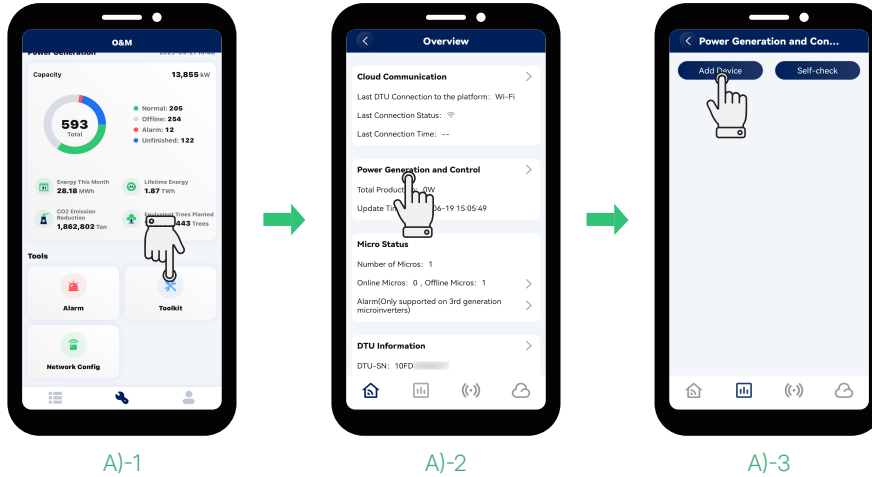 O&M
Power Generation
Capacity
13,855 kW
593
Total
Normal: 205
Offline: 254
Alarm: 12
Unfinished: 122
Energy This Month
28.18 MWh
Lifetime Energy
1.87 TWh
CO2 Emission
Reduction
1,862,802 Ton
Equivalent Trees Planted
443 Trees
Tools
Alarm
Toolkit
Network Config
A)-1
Overview
Cloud Communication
Last DTU Connection to the platform: Wi-Fi
Last Connection Status:
Last Connection Time: --
Power Generation and Control
Total Production: 0W
Update 06-19 15:05:49
Micro Status
Number of Micros: 1
Online Micros: 0 , Offline Micros: 1
Alarm(Only supported on 3rd generation
microinverters)
DTU Information
DTU-SN: 10FD
A)-2
Power Generation and Con...
Add Device
Self-check
A)-3